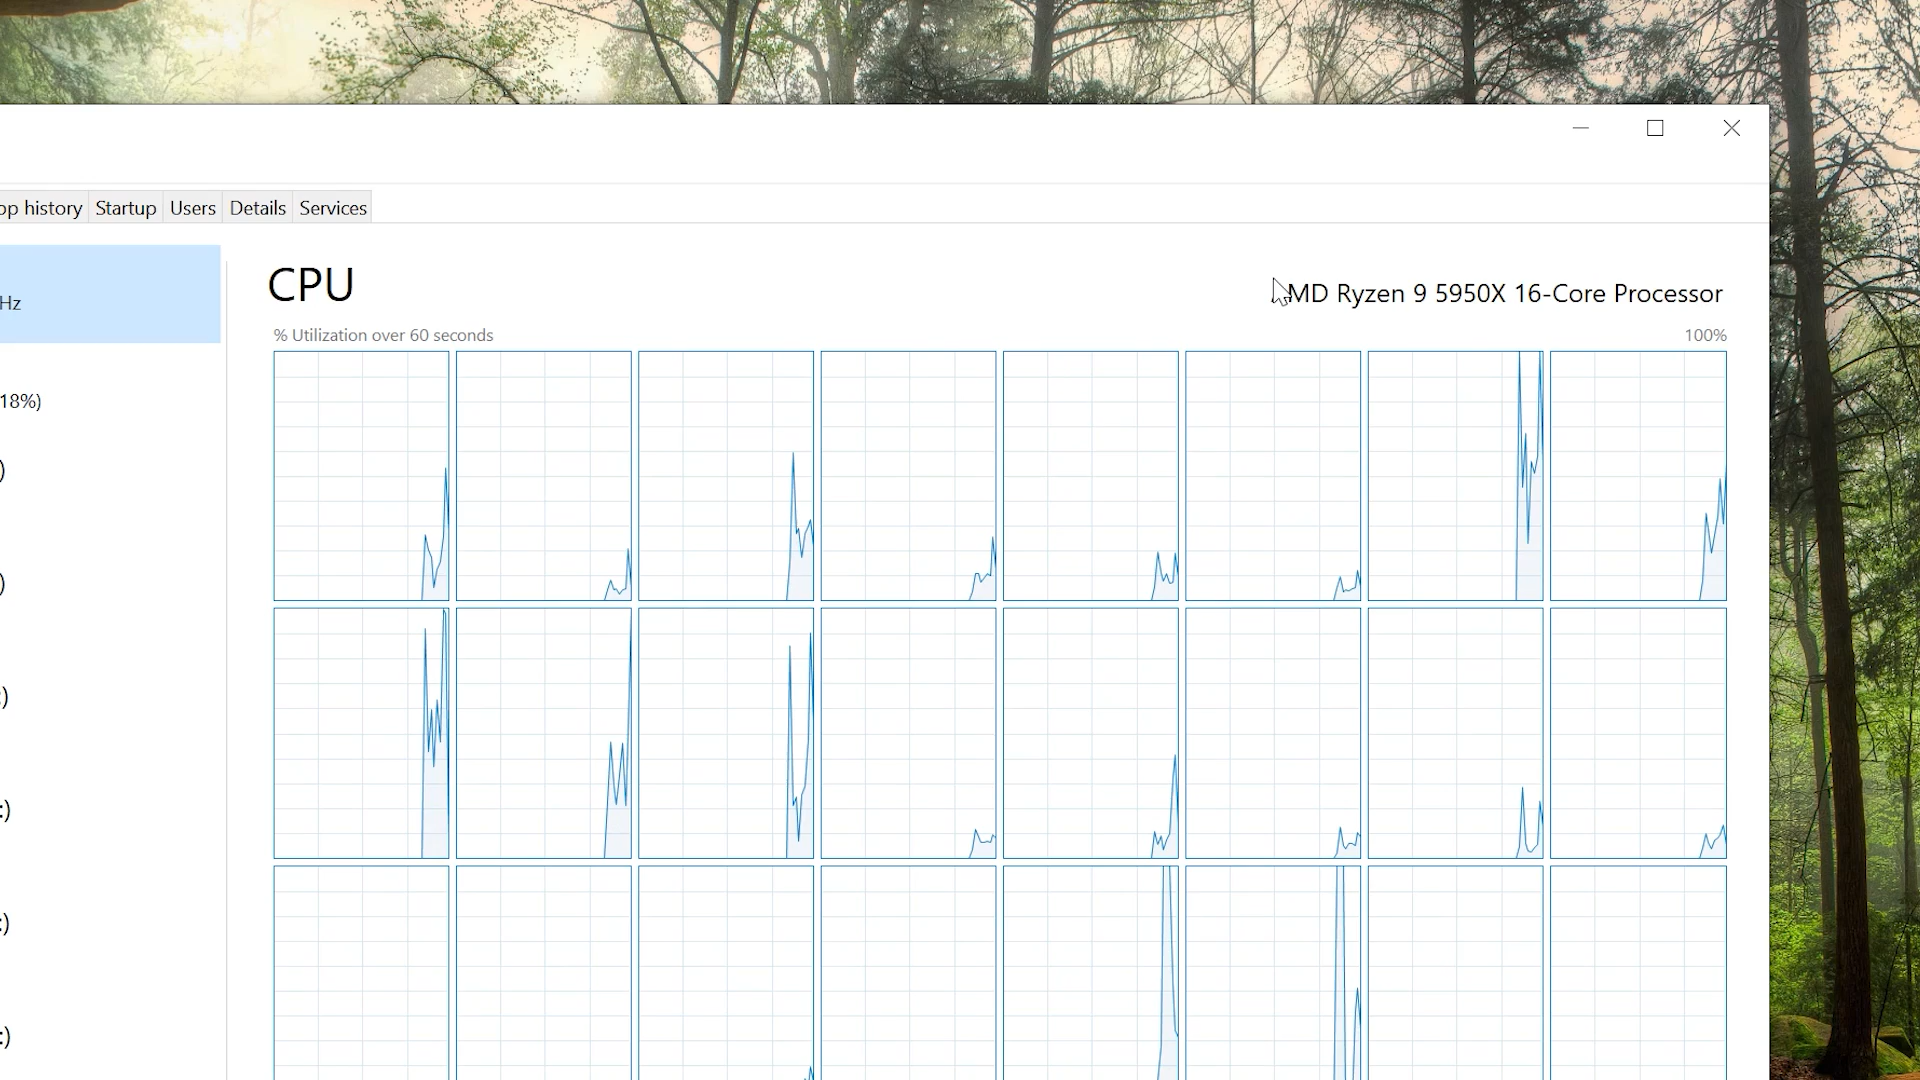 op history Startup Users Details Services
CPU
MD Ryzen 9 5950X 16-Core Processor
Hz
% Utilization over 60 seconds 100%
18%)
)
)
:)
:)
:)
:)